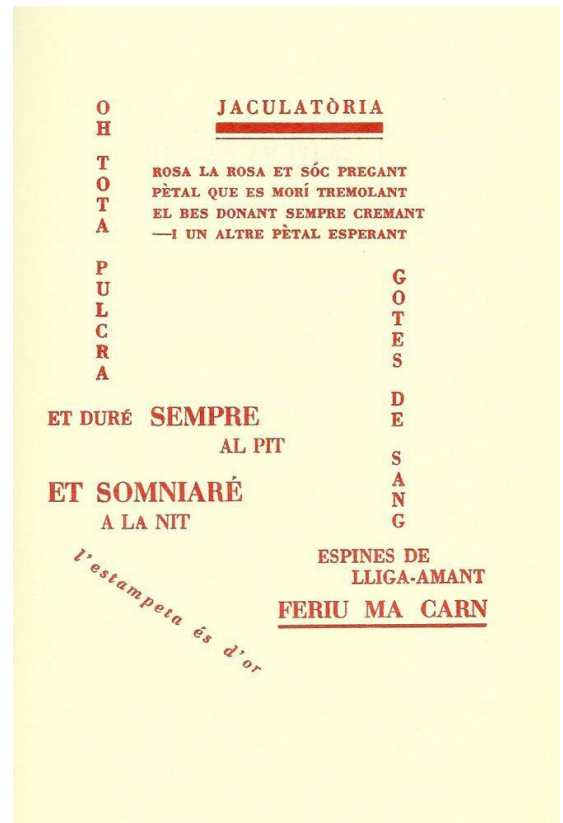 JACULATÒRIA
OH TOTA PULCRA
ROSA LA ROSA ET SÓC PREGANT
PÈTAL QUE ES MORÍ TREMOLANT
EL BES DONANT SEMPRE CREMANT
—I UN ALTRE PÈTAL ESPERANT
GOTES DE SANG
ET DURÉ SEMPRE
AL PIT
ET SOMNIARÉ
A LA NIT
l'estampeta és d'or
ESPINES DE
LLIGA-AMANT
FERIU MA CARN